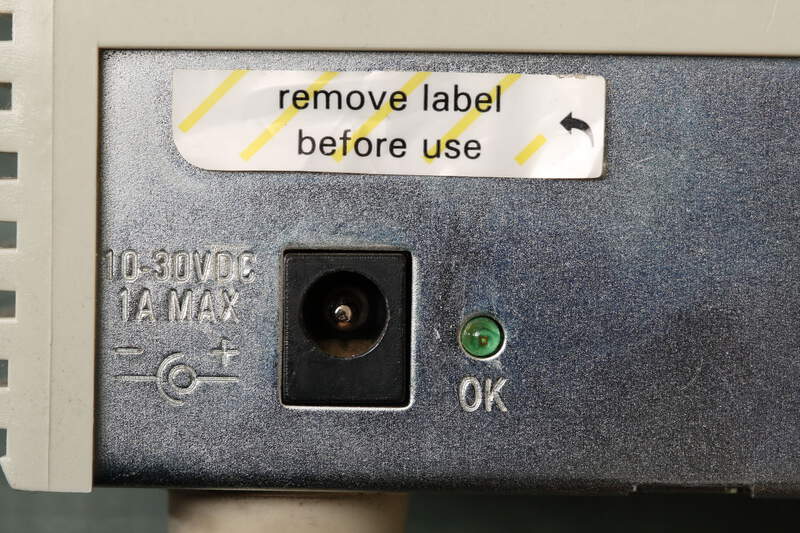 remove label
before use
10-30VDC
1A MAX
- +
OK